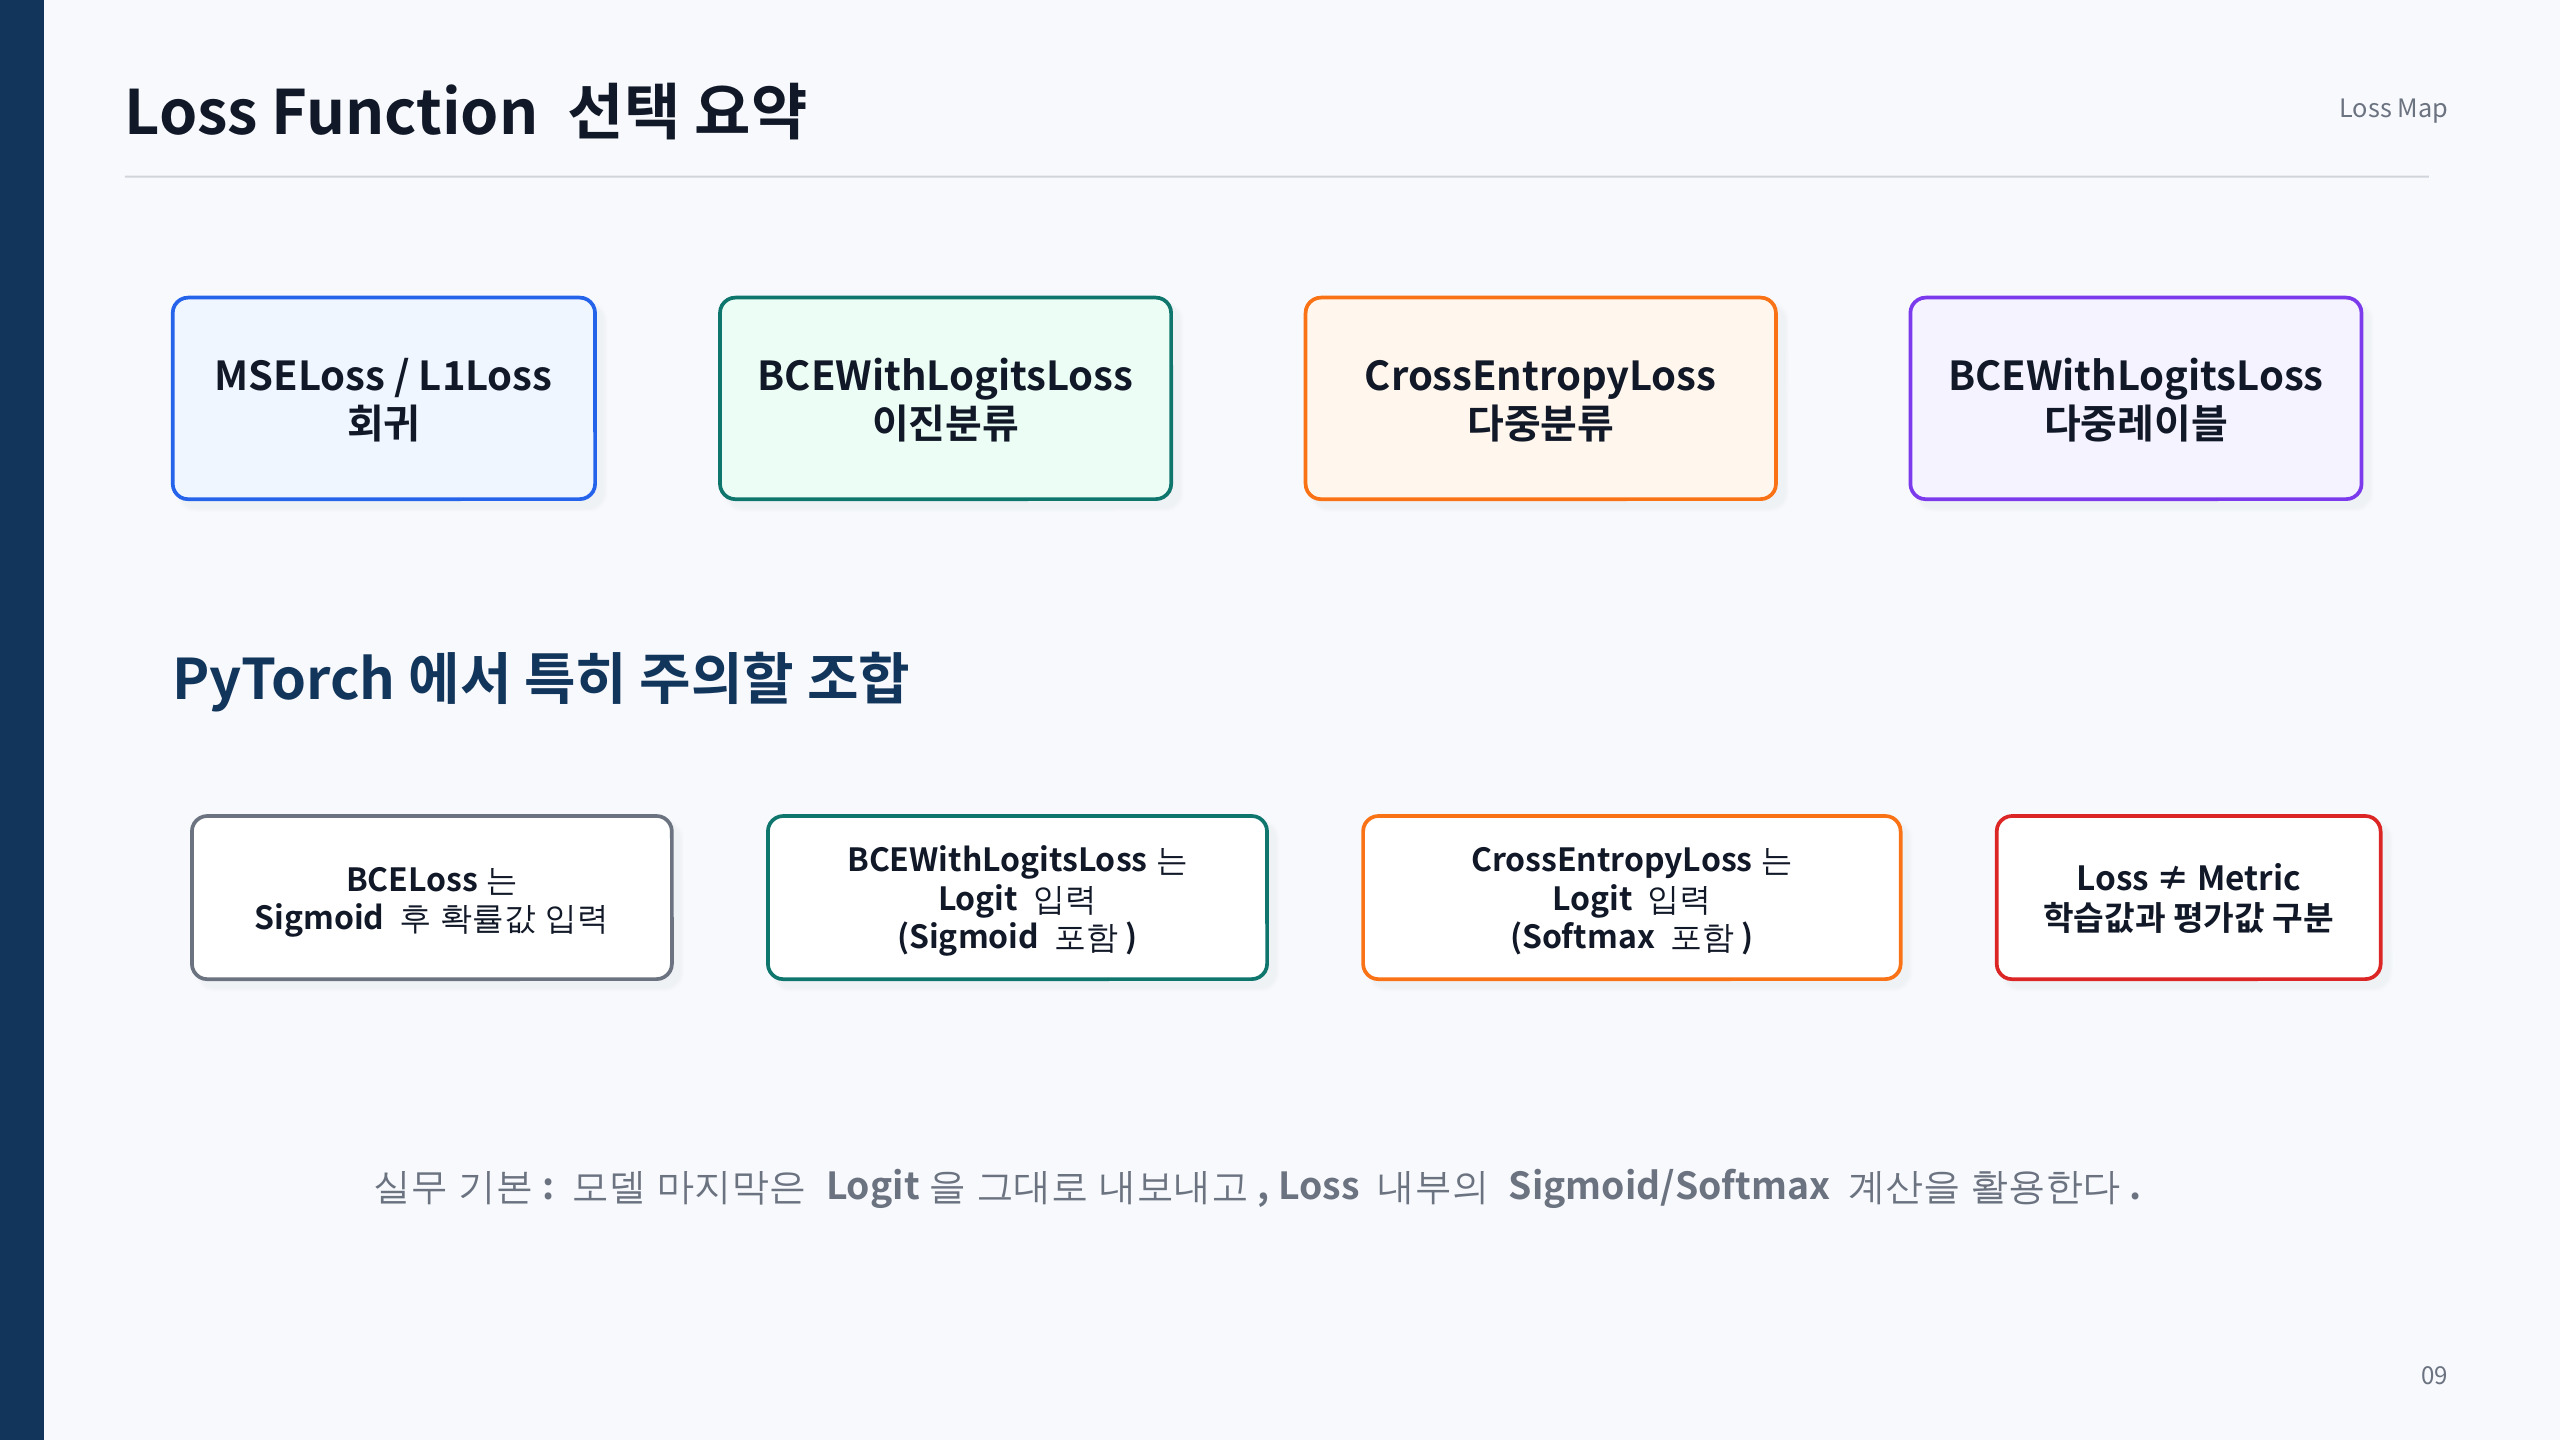 Loss Function 선택 요약
Loss Map
MSELoss / L1Loss
회귀
BCEWithLogitsLoss
이진분류
CrossEntropyLoss
다중분류
BCEWithLogitsLoss
다중레이블
PyTorch 에서 특히 주의할 조합
BCELoss 는
Sigmoid 후 확률값 입력
BCEWithLogitsLoss 는
Logit 입력
(Sigmoid 포함 )
CrossEntropyLoss 는
Logit 입력
(Softmax 포함 )
Loss ≠ Metric
학습값과 평가값 구분
실무 기본 : 모델 마지막은 Logit 을 그대로 내보내고 , Loss 내부의 Sigmoid/Softmax 계산을 활용한다 .
09